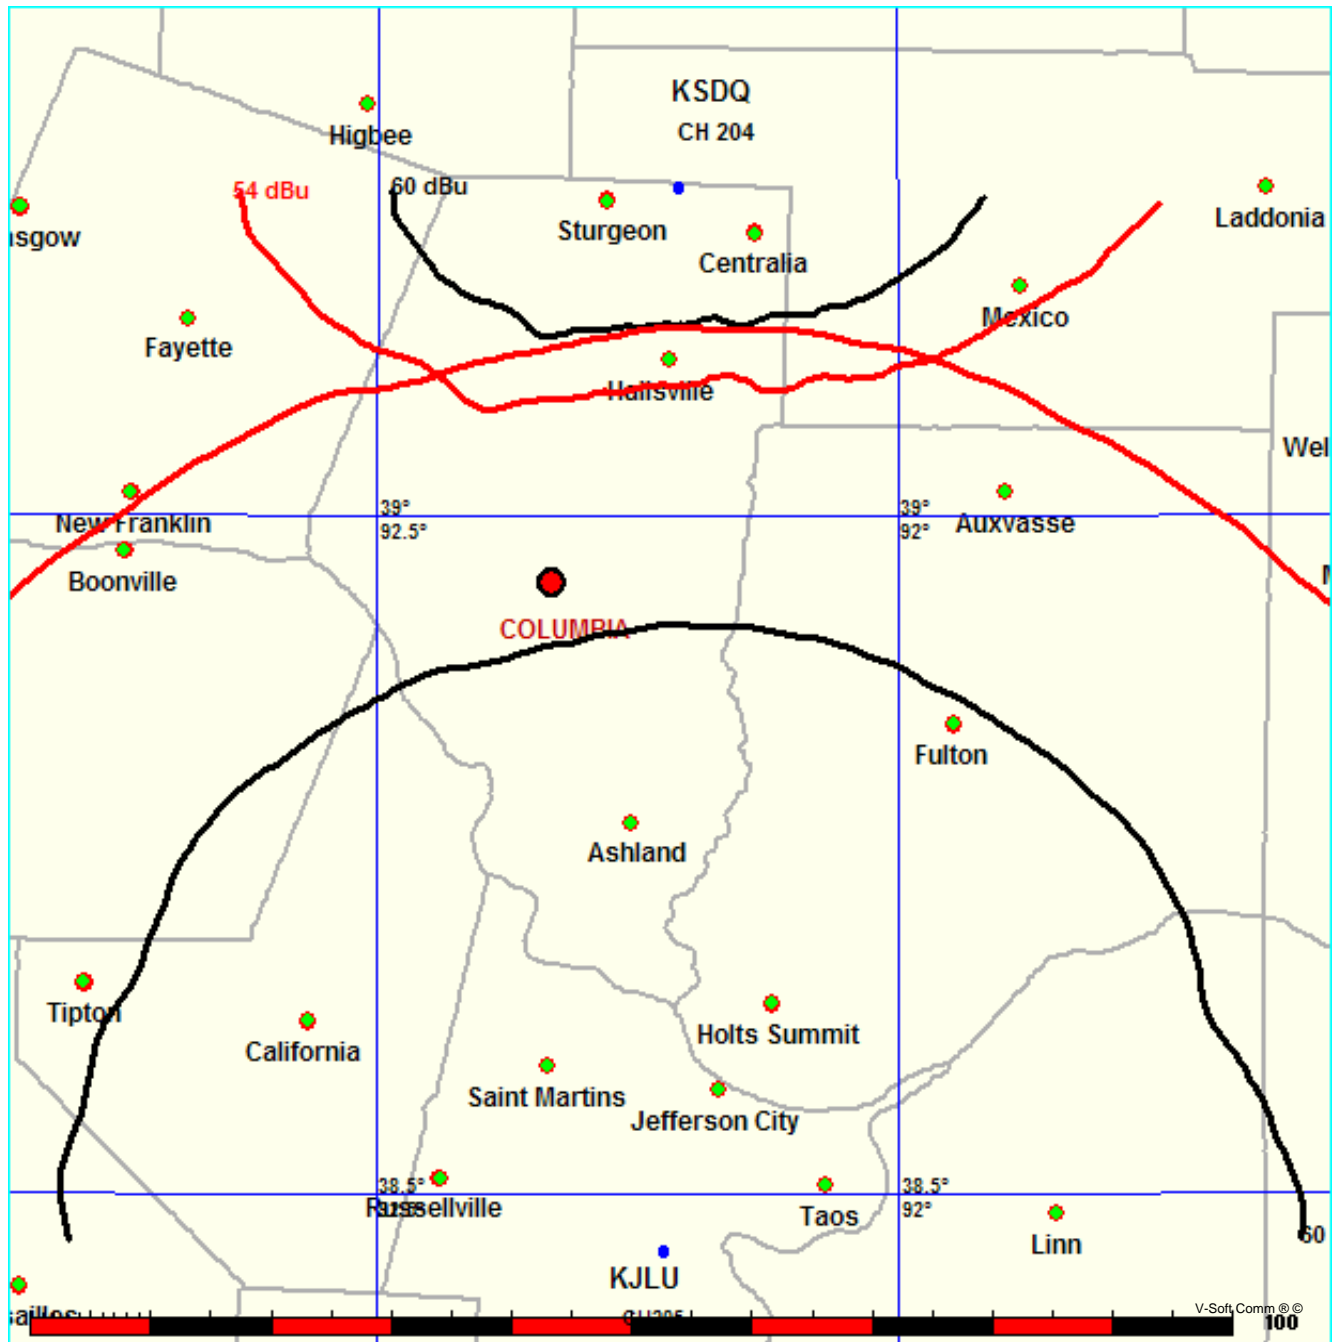 KSDQ
CH 204
Higbee
54 dBu
60 dBu
Sturgeon
Laddonia
asgow
Centralia
Mexico
Fayette
Hallsville
Wel
39°
92.5°
39°
92°
New Franklin
Auxvasse
Boonville
COLUMBIA
Fulton
Ashland
Tipton
California
Holts Summit
Saint Martins
Jefferson City
38.5°
38.5°
92°
Russellville
Taos
Linn
60
KJLU
V-Soft Comm ® ©
100